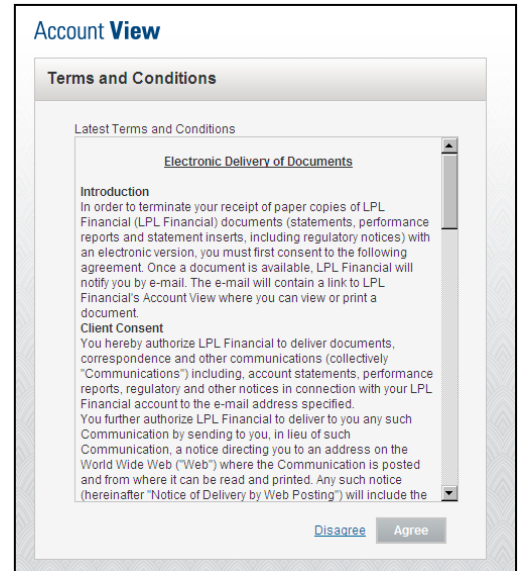 Account View
Terms and Conditions
Latest Terms and Conditions
Electronic Delivery of Documents
Introduction
In order to terminate your receipt of paper copies of LPL
Financial (LPL Financial) documents (statements, performance
reports and statement inserts, including regulatory notices) with
an electronic version, you must first consent to the following
agreement. Once a document is available, LPL Financial will
notify you by e-mail. The e-mail will contain a link to LPL
Financial's Account View where you can view or print a
document.
Client Consent
You hereby authorize LPL Financial to deliver documents,
correspondence and other communications (collectively
"Communications") including, account statements, performance
reports, regulatory and other notices in connection with your LPL
Financial account to the e-mail address specified.
You further authorize LPL Financial to deliver to you any such
Communication by sending to you, in lieu of such
Communication, a notice directing you to an address on the
World Wide Web ("Web") where the Communication is posted
and from where it can be read and printed. Any such notice
(hereinafter "Notice of Delivery by Web Posting") will include the
Disagree Agree